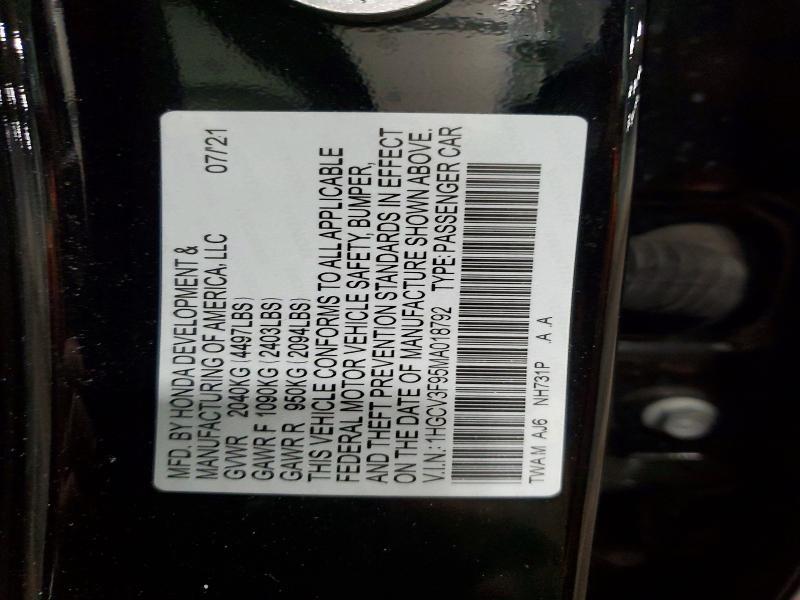 MFD. BY HONDA DEVELOPMENT &
MANUFACTURING OF AMERICA, LLC 07/'21
GVWR 2040KG (4497LBS)
GAWR F 1090KG (2403LBS)
GAWR R 950KG (2094LBS)
THIS VEHICLE CONFORMS TO ALL APPLICABLE
FEDERAL MOTOR VEHICLE SAFETY, BUMPER,
AND THEFT PREVENTION STANDARDS IN EFFECT
ON THE DATE OF MANUFACTURE SHOWN ABOVE.
V.I.N.: 1HGCV3F95MA018792 TYPE: PASSENGER CAR
TWAM AJ6 NH731P A A